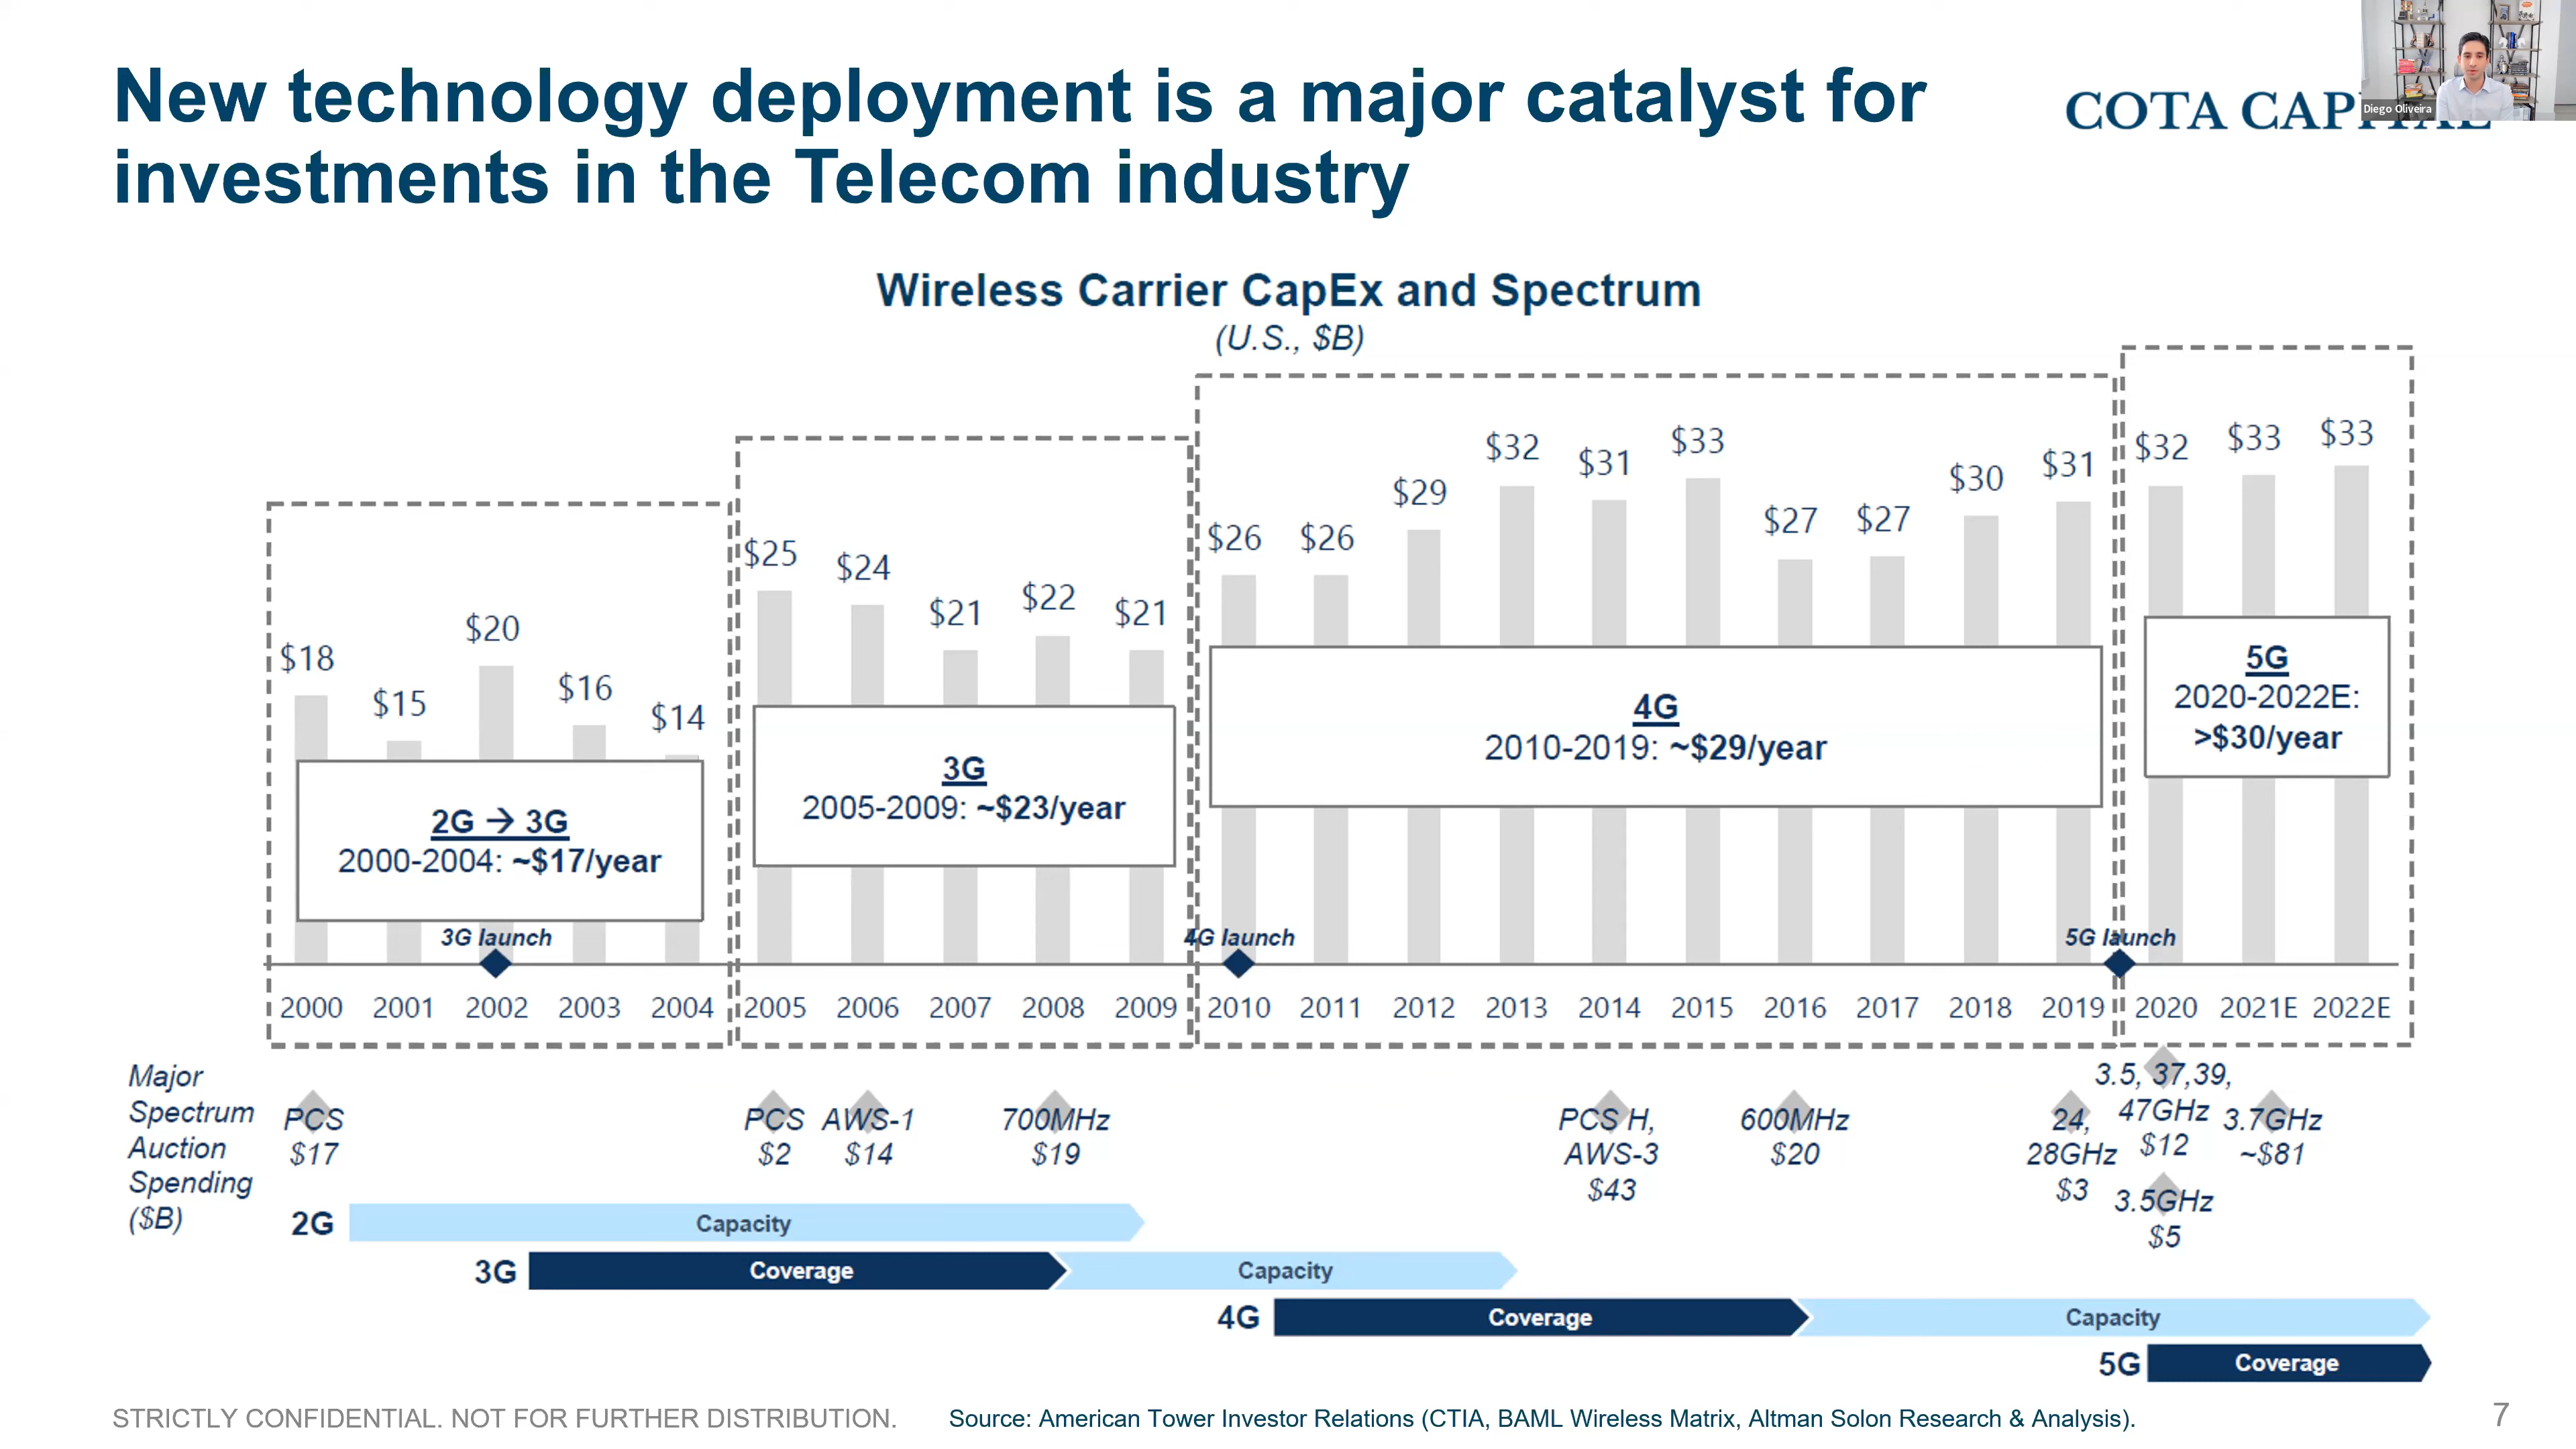 New technology deployment is a major catalyst for
investments in the Telecom industry
COTA CAPITAL
Diego Oliveira
Wireless Carrier CapEx and Spectrum
(U.S., $B)
$18
$15
$20
$16
$14
$25
$24
$21
$22
$21
$26
$26
$29
$32
$31
$33
$27
$27
$30
$31
$32
$33
$33
2G → 3G
2000-2004: ~$17/year
3G
2005-2009: ~$23/year
4G
2010-2019: ~$29/year
5G
2020-2022E:
>$30/year
3G launch
4G launch
5G launch
2000 2001 2002 2003 2004 2005 2006 2007 2008 2009 2010 2011 2012 2013 2014 2015 2016 2017 2018 2019 2020 2021E 2022E
Major
Spectrum
Auction
Spending
($B)
PCS
$17
PCS
$2
AWS-1
$14
700MHz
$19
PCS H,
AWS-3
$43
600MHz
$20
24,
28GHz
$3
3.5, 37,39,
47GHz
$12
3.5GHz
$5
3.7GHz
~$81
2G Capacity
3G Coverage Capacity
4G Coverage Capacity
5G Coverage
STRICTLY CONFIDENTIAL. NOT FOR FURTHER DISTRIBUTION.
Source: American Tower Investor Relations (CTIA, BAML Wireless Matrix, Altman Solon Research & Analysis).
7